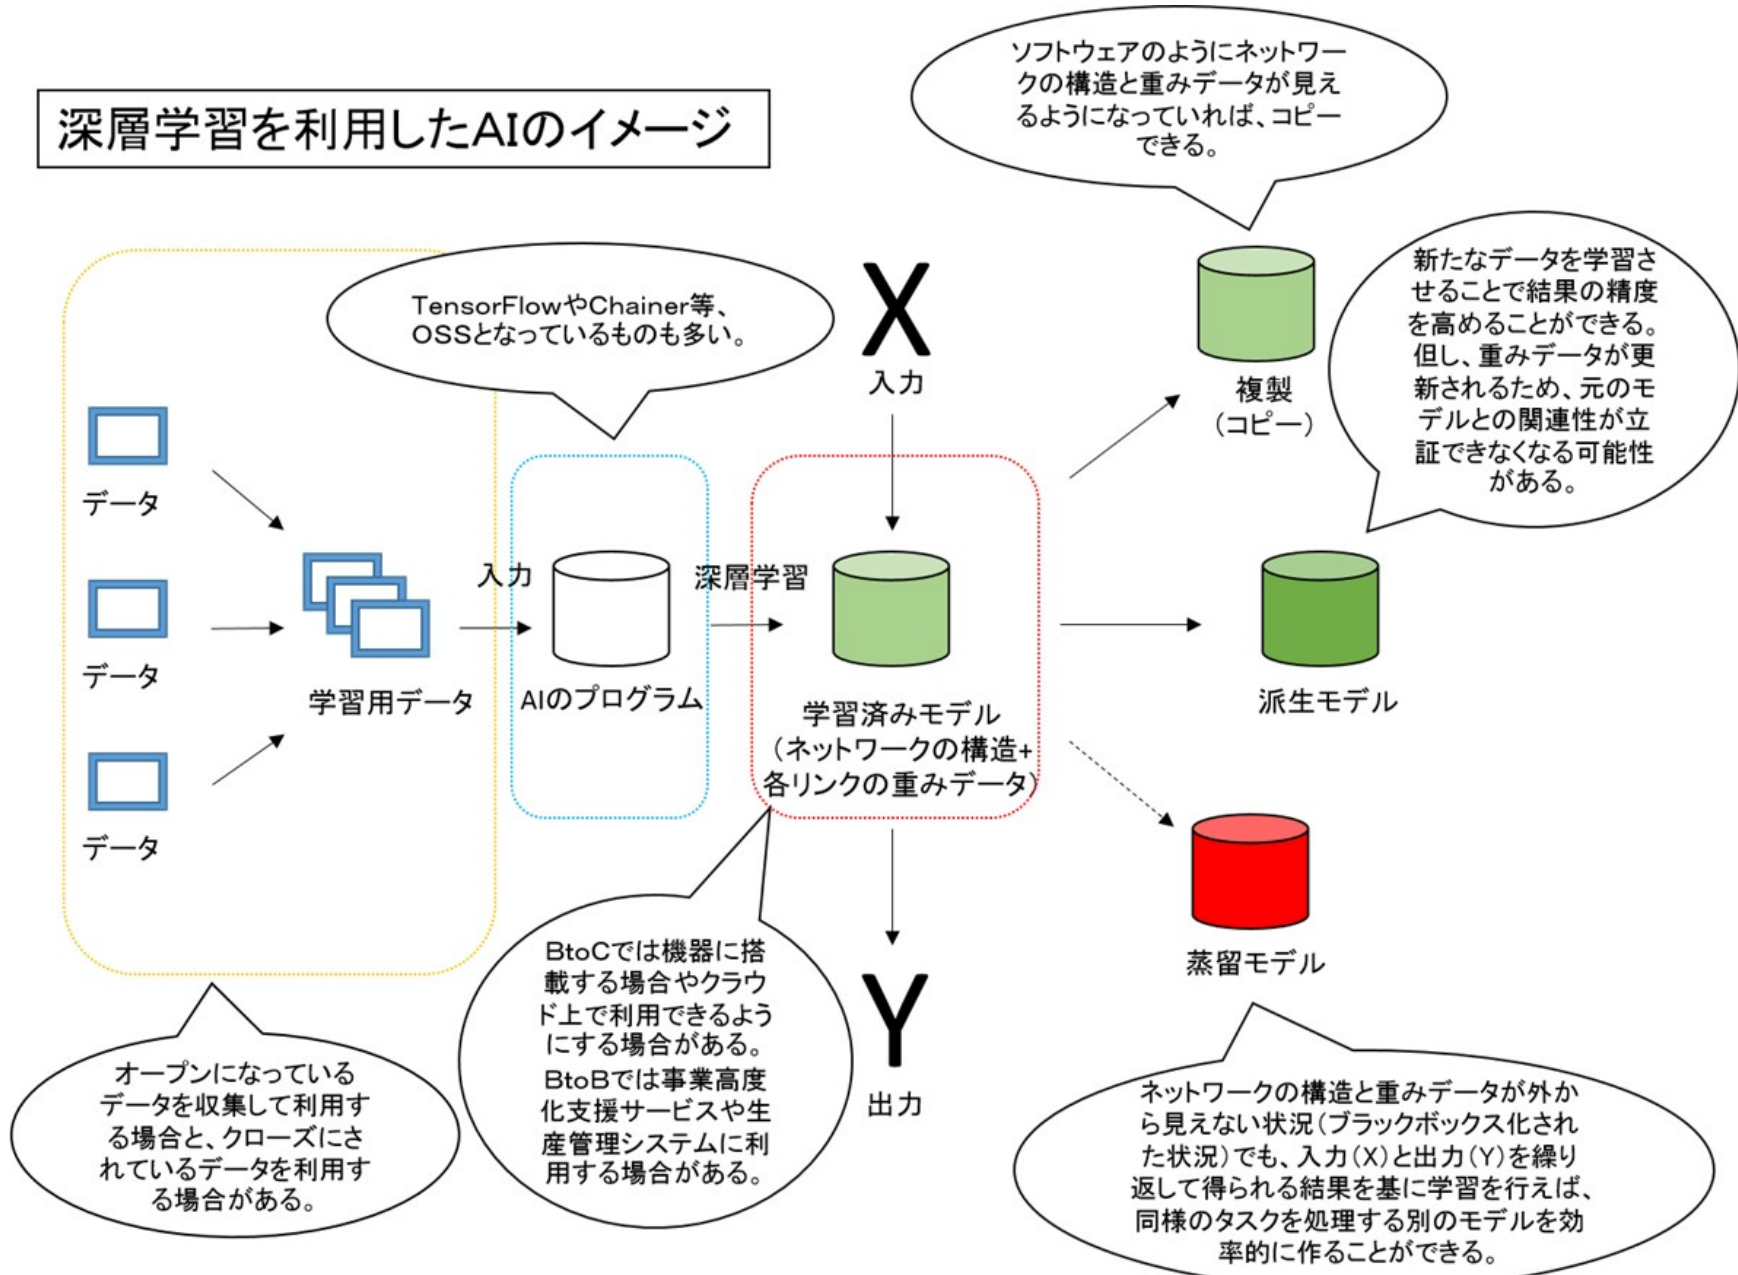 深層学習を利用したAIのイメージ
ソフトウェアのようにネットワー
クの構造と重みデータが見え
るようになっていれば、コピー
できる。
TensorFlowやChainer等、
OSSとなっているものも多い。
X
入力
複製
（コピー）
新たなデータを学習さ
せることで結果の精度
を高めることができる。
但し、重みデータが更
新されるため、元のモ
デルとの関連性が立
証できなくなる可能性
がある。
データ
データ
データ
学習用データ
入力
AIのプログラム
深層学習
学習済みモデル
（ネットワークの構造+
各リンクの重みデータ）
派生モデル
蒸留モデル
Y
出力
オープンになっている
データを収集して利用す
る場合と、クローズにさ
れているデータを利用す
る場合がある。
BtoCでは機器に搭
載する場合やクラウ
ド上で利用できるよう
にする場合がある。
BtoBでは事業高度
化支援サービスや生
産管理システムに利
用する場合がある。
ネットワークの構造と重みデータが外か
ら見えない状況（ブラックボックス化され
た状況）でも、入力（X）と出力（Y）を繰り
返して得られる結果を基に学習を行えば、
同様のタスクを処理する別のモデルを効
率的に作ることができる。